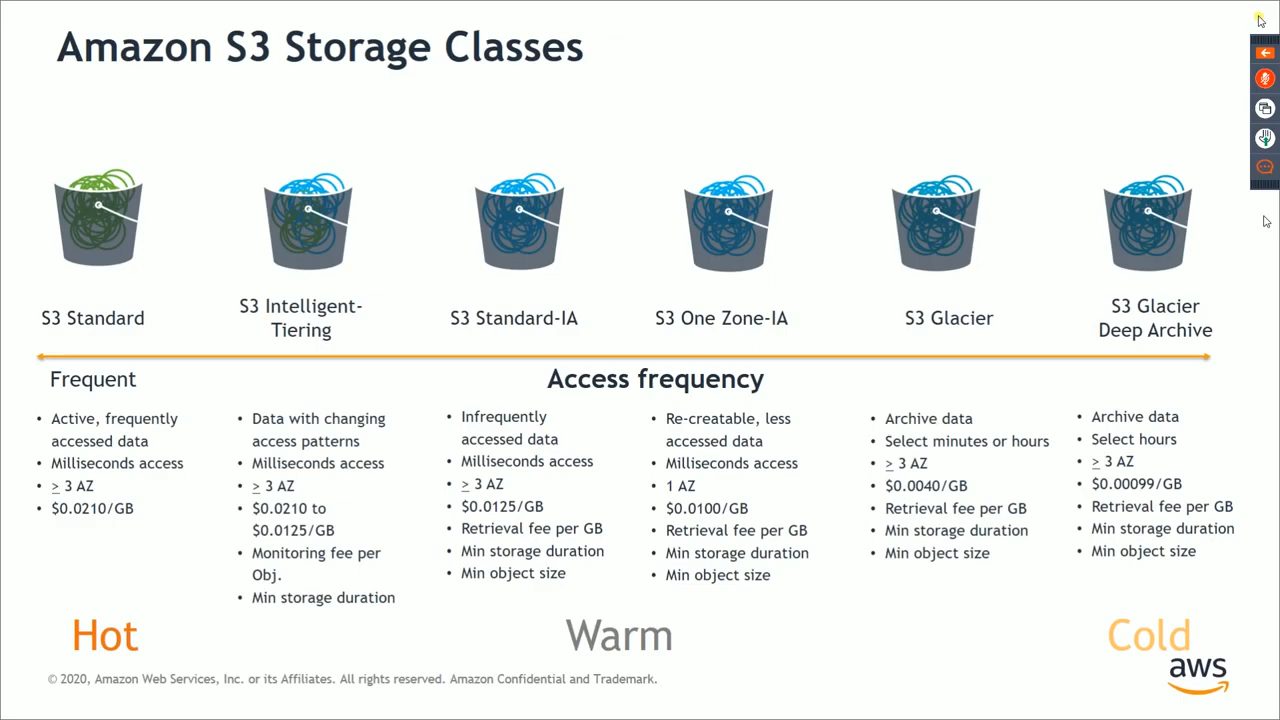 Amazon S3 Storage Classes
S3 Standard
S3 Intelligent-
Tiering
S3 Standard-IA
S3 One Zone-IA
S3 Glacier
S3 Glacier
Deep Archive
Frequent
Access frequency
• Active, frequently
accessed data
• Milliseconds access
• ≥ 3 AZ
• $0.0210/GB
• Data with changing
access patterns
• Milliseconds access
• ≥ 3 AZ
• $0.0210 to
$0.0125/GB
• Monitoring fee per
Obj.
• Min storage duration
• Infrequently
accessed data
• Milliseconds access
• ≥ 3 AZ
• $0.0125/GB
• Retrieval fee per GB
• Min storage duration
• Min object size
• Re-creatable, less
accessed data
• Milliseconds access
• 1 AZ
• $0.0100/GB
• Retrieval fee per GB
• Min storage duration
• Min object size
• Archive data
• Select minutes or hours
• ≥ 3 AZ
• $0.0040/GB
• Retrieval fee per GB
• Min storage duration
• Min object size
• Archive data
• Select hours
• ≥ 3 AZ
• $0.00099/GB
• Retrieval fee per GB
• Min storage duration
• Min object size
Hot
Warm
Cold
© 2020, Amazon Web Services, Inc. or its Affiliates. All rights reserved. Amazon Confidential and Trademark.
aws